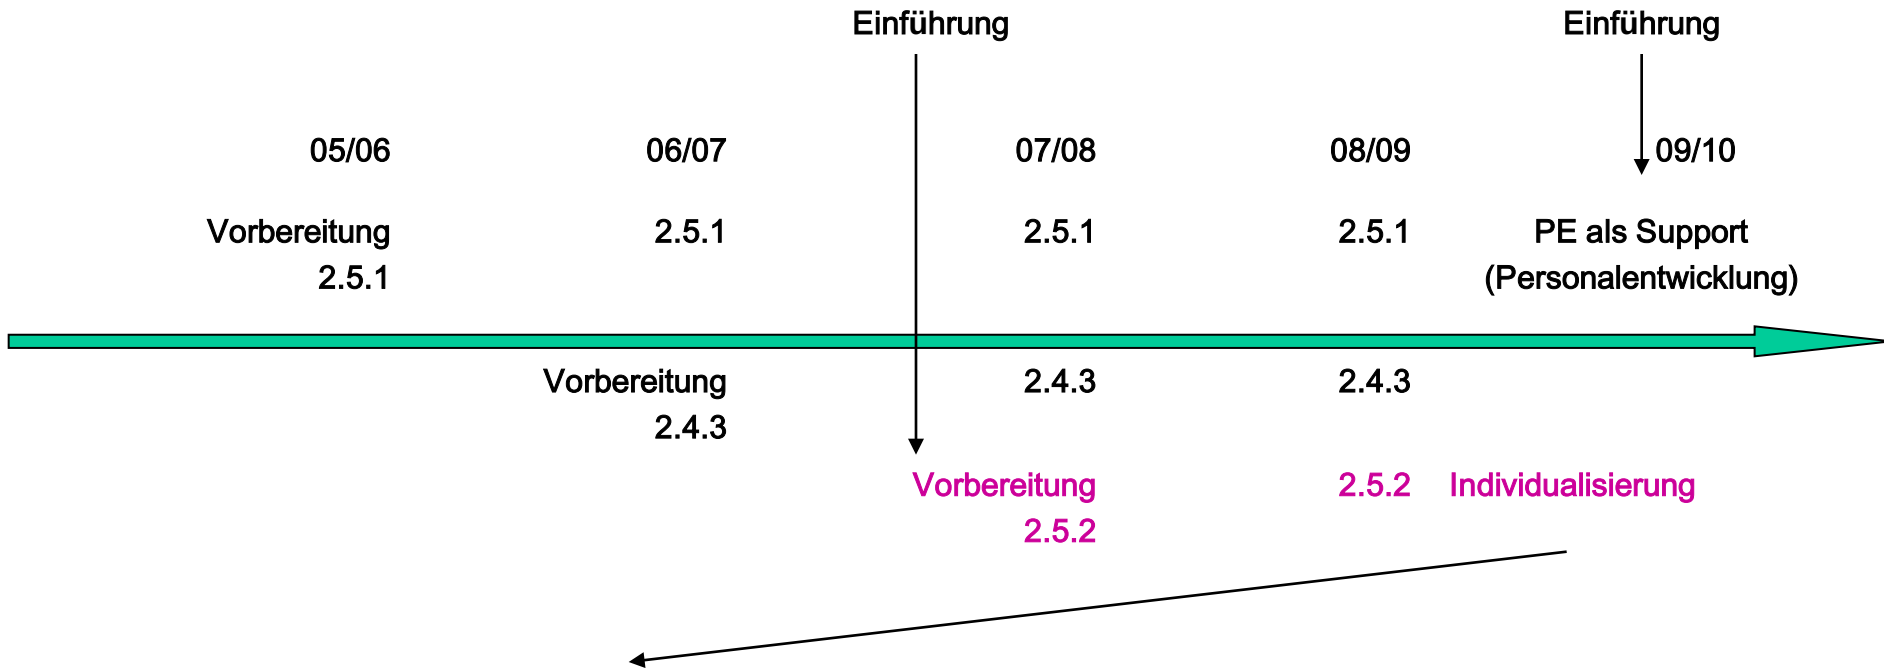 Einführung Einführung
05/06 06/07 07/08 08/09 09/10
Vorbereitung 2.5.1 2.5.1 2.5.1 PE als Support
2.5.1 (Personalentwicklung)
Vorbereitung 2.4.3 2.4.3
2.4.3
Vorbereitung 2.5.2 Individualisierung
2.5.2